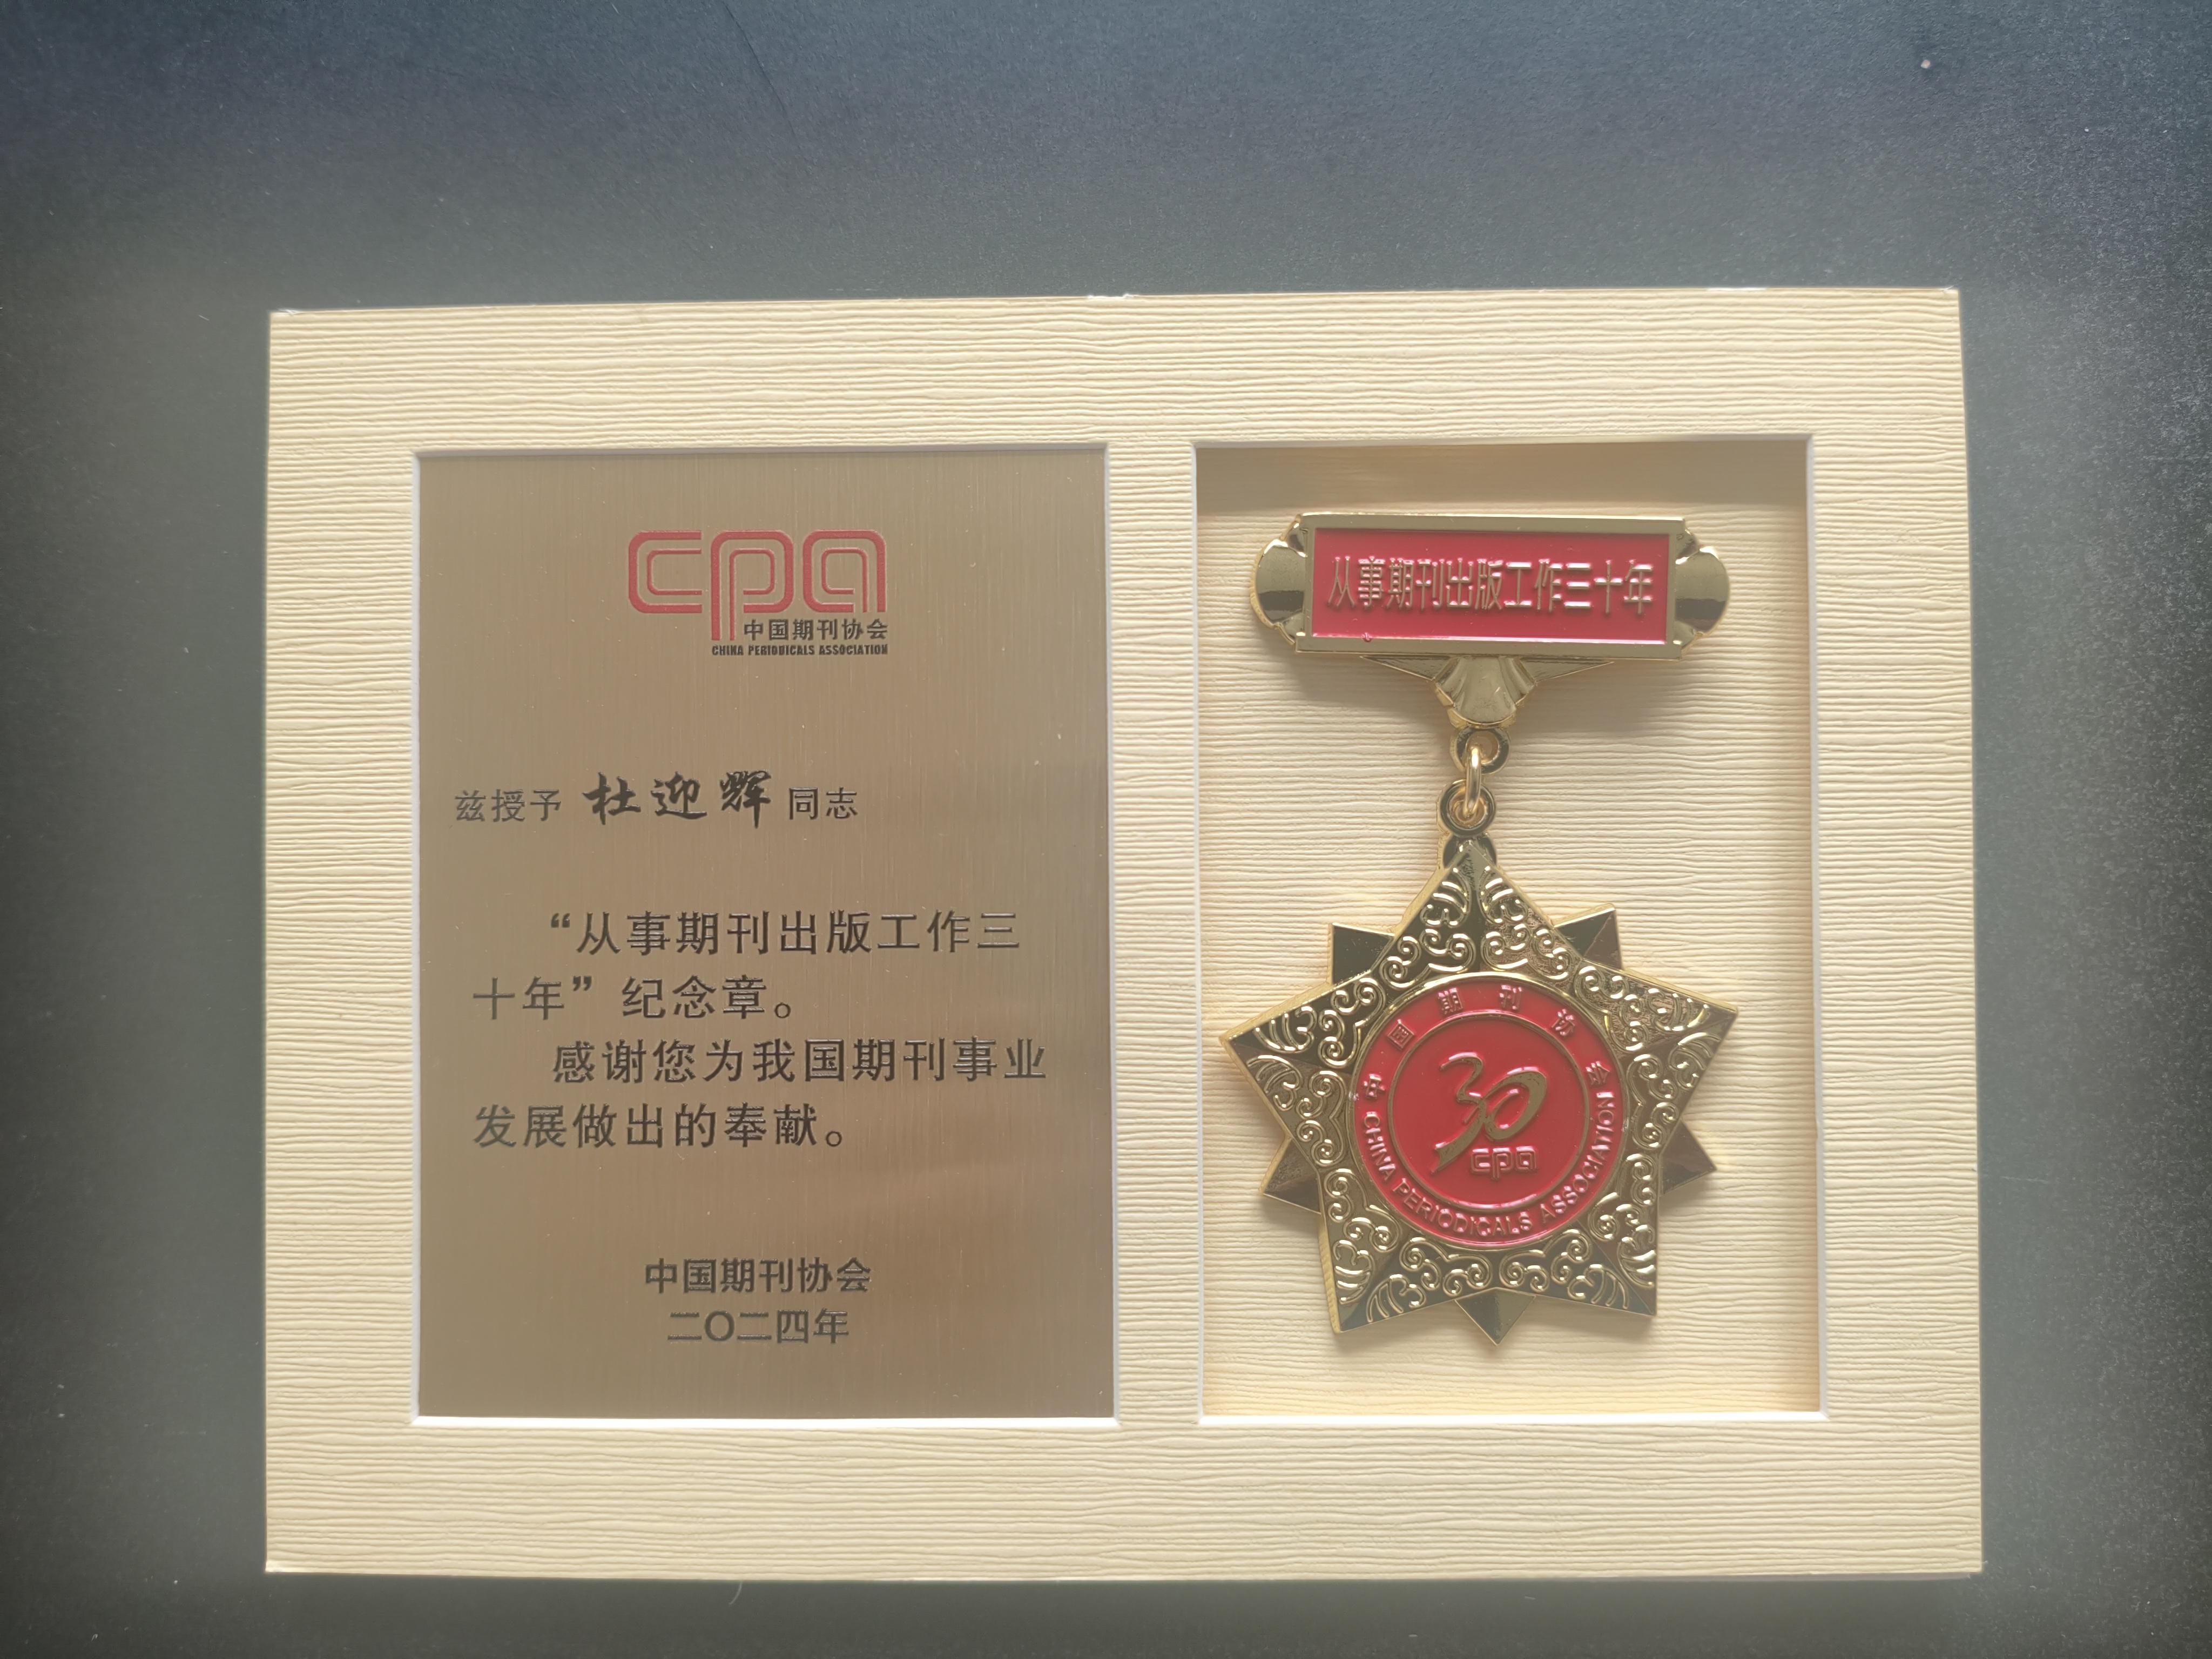 cpa
中国期刊协会
CHINA PERIODICALS ASSOCIATION
兹授予 杜迎辉 同志
“从事期刊出版工作三
十年”纪念章。
感谢您为我国期刊事业
发展做出的奉献。
中国期刊协会
二〇二四年
从事期刊出版工作三十年
中国期刊协会
30
cpa
CHINA PERIODICALS ASSOCIATION